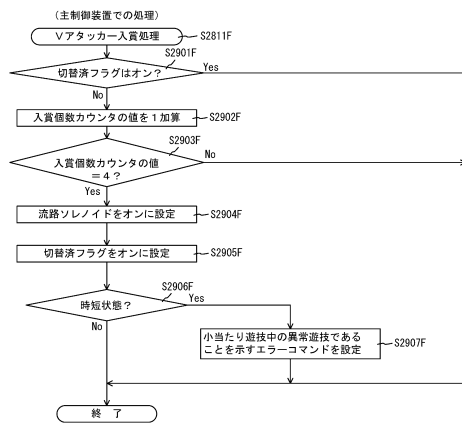 (主制御装置での処理)
Vアタッカー入賞処理
S2811F
S2901F
切替済フラグはオン?
Yes
No
入賞個数カウンタの値を1加算
S2902F
S2903F
入賞個数カウンタの値
=4?
No
Yes
流路ソレノイドをオンに設定
S2904F
切替済フラグをオンに設定
S2905F
S2906F
時短状態?
Yes
No
小当たり遊技中の異常遊技である
ことを示すエラーコマンドを設定
S2907F
終 了